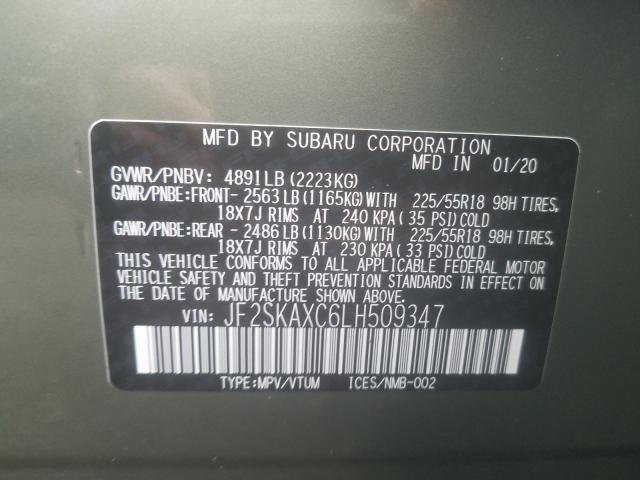 MFD BY SUBARU CORPORATION
MFD IN 01/20
GVWR/PNBV: 4891LB(2223KG)
GAWR/PNBE:FRONT- 2563LB(1165KG)WITH 225/55R18 98H TIRES,
18X7J RIMS AT 240 KPA( 35 PSI)COLD
GAWR/PNBE:REAR - 2486LB(1130KG)WITH 225/55R18 98H TIRES,
18X7J RIMS AT 230 KPA( 33 PSI)COLD
THIS VEHICLE CONFORMS TO ALL APPLICABLE FEDERAL MOTOR
VEHICLE SAFETY AND THEFT PREVENTION STANDARDS IN EFFECT
ON THE DATE OF MANUFACTURE SHOWN ABOVE.
VIN: JF2SKAXC6LH509347
TYPE:MPV/VTUM ICES/NMB-002